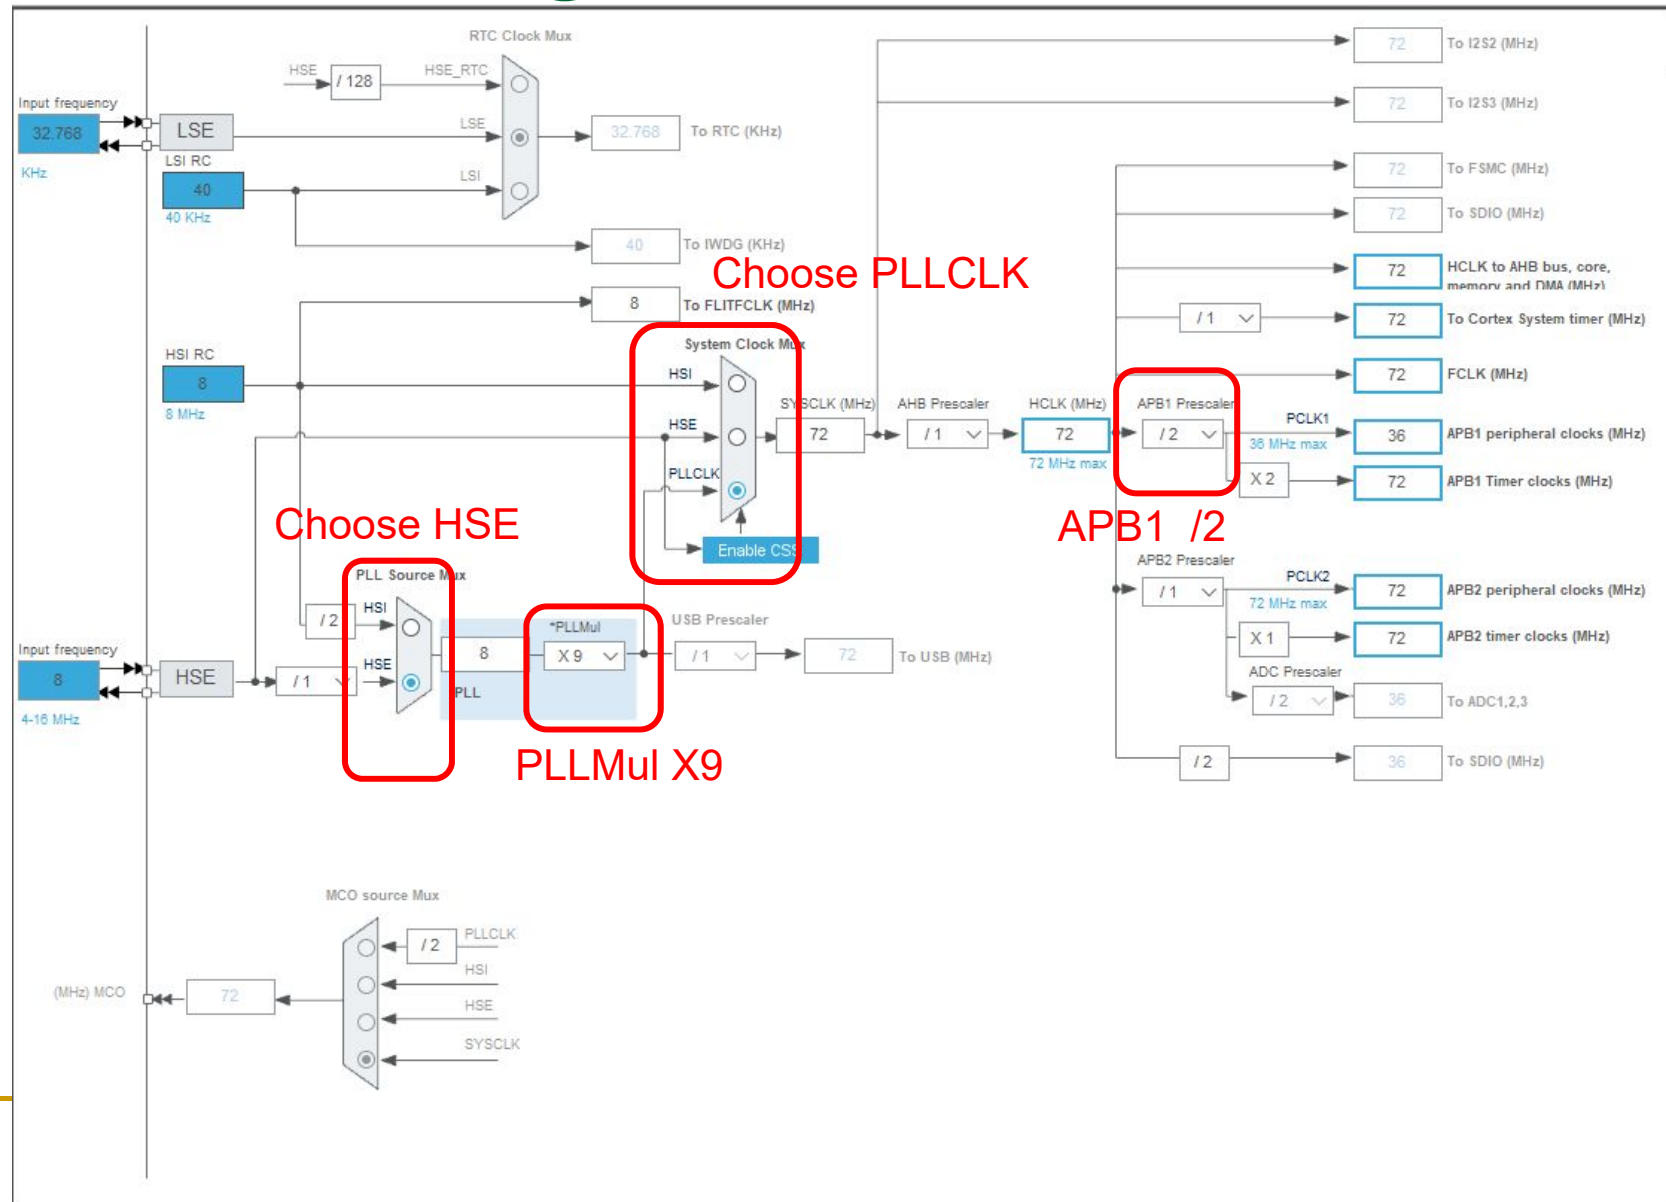 RTC Clock Mux
HSE
/ 128
HSE_RTC
Input frequency
32.768
KHz
LSE
LSE
32.768
To RTC (KHz)
LSI RC
40
40 KHz
LSI
40
To IWDG (KHz)
Choose PLLCLK
8
To FLITFCLK (MHz)
HSI RC
8
8 MHz
System Clock Mux
HSI
HSE
PLLCLK
Enable CSS
SYSCLK (MHz)
72
AHB Prescaler
/ 1
HCLK (MHz)
72
72 MHz max
APB1 Prescaler
/ 2
APB1 /2
PCLK1
36 MHz max
X 2
72
To I2S2 (MHz)
72
To I2S3 (MHz)
72
To FSMC (MHz)
72
To SDIO (MHz)
72
HCLK to AHB bus, core,
memory and DMA (MHz)
/ 1
72
To Cortex System timer (MHz)
72
FCLK (MHz)
36
APB1 peripheral clocks (MHz)
72
APB1 Timer clocks (MHz)
APB2 Prescaler
/ 1
PCLK2
72 MHz max
72
APB2 peripheral clocks (MHz)
X 1
72
APB2 timer clocks (MHz)
ADC Prescaler
/ 2
36
To ADC1,2,3
/ 2
36
To SDIO (MHz)
Choose HSE
PLL Source Mux
HSI
/ 2
Input frequency
8
4-16 MHz
HSE
/ 1
HSE
8
PLL
*PLLMul
X 9
PLLMul X9
USB Prescaler
/ 1
72
To USB (MHz)
MCO source Mux
/ 2
PLLCLK
HSI
HSE
SYSCLK
(MHz) MCO
72